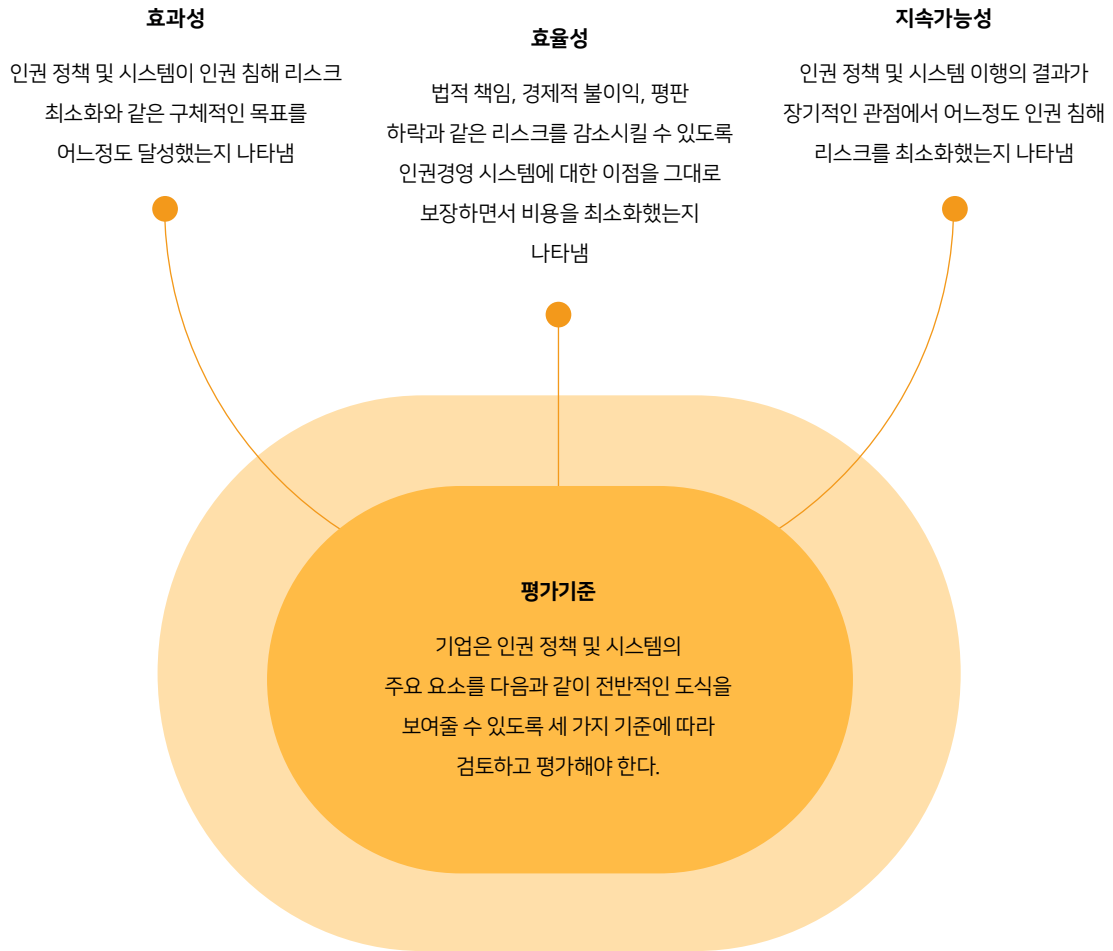 효과성
인권 정책 및 시스템이 인권 침해 리스크
최소화와 같은 구체적인 목표를
어느정도 달성했는지 나타냄
효율성
법적 책임, 경제적 불이익, 평판
하락과 같은 리스크를 감소시킬 수 있도록
인권경영 시스템에 대한 이점을 그대로
보장하면서 비용을 최소화했는지
나타냄
지속가능성
인권 정책 및 시스템 이행의 결과가
장기적인 관점에서 어느정도 인권 침해
리스크를 최소화했는지 나타냄
평가기준
기업은 인권 정책 및 시스템의
주요 요소를 다음과 같이 전반적인 도식을
보여줄 수 있도록 세 가지 기준에 따라
검토하고 평가해야 한다.